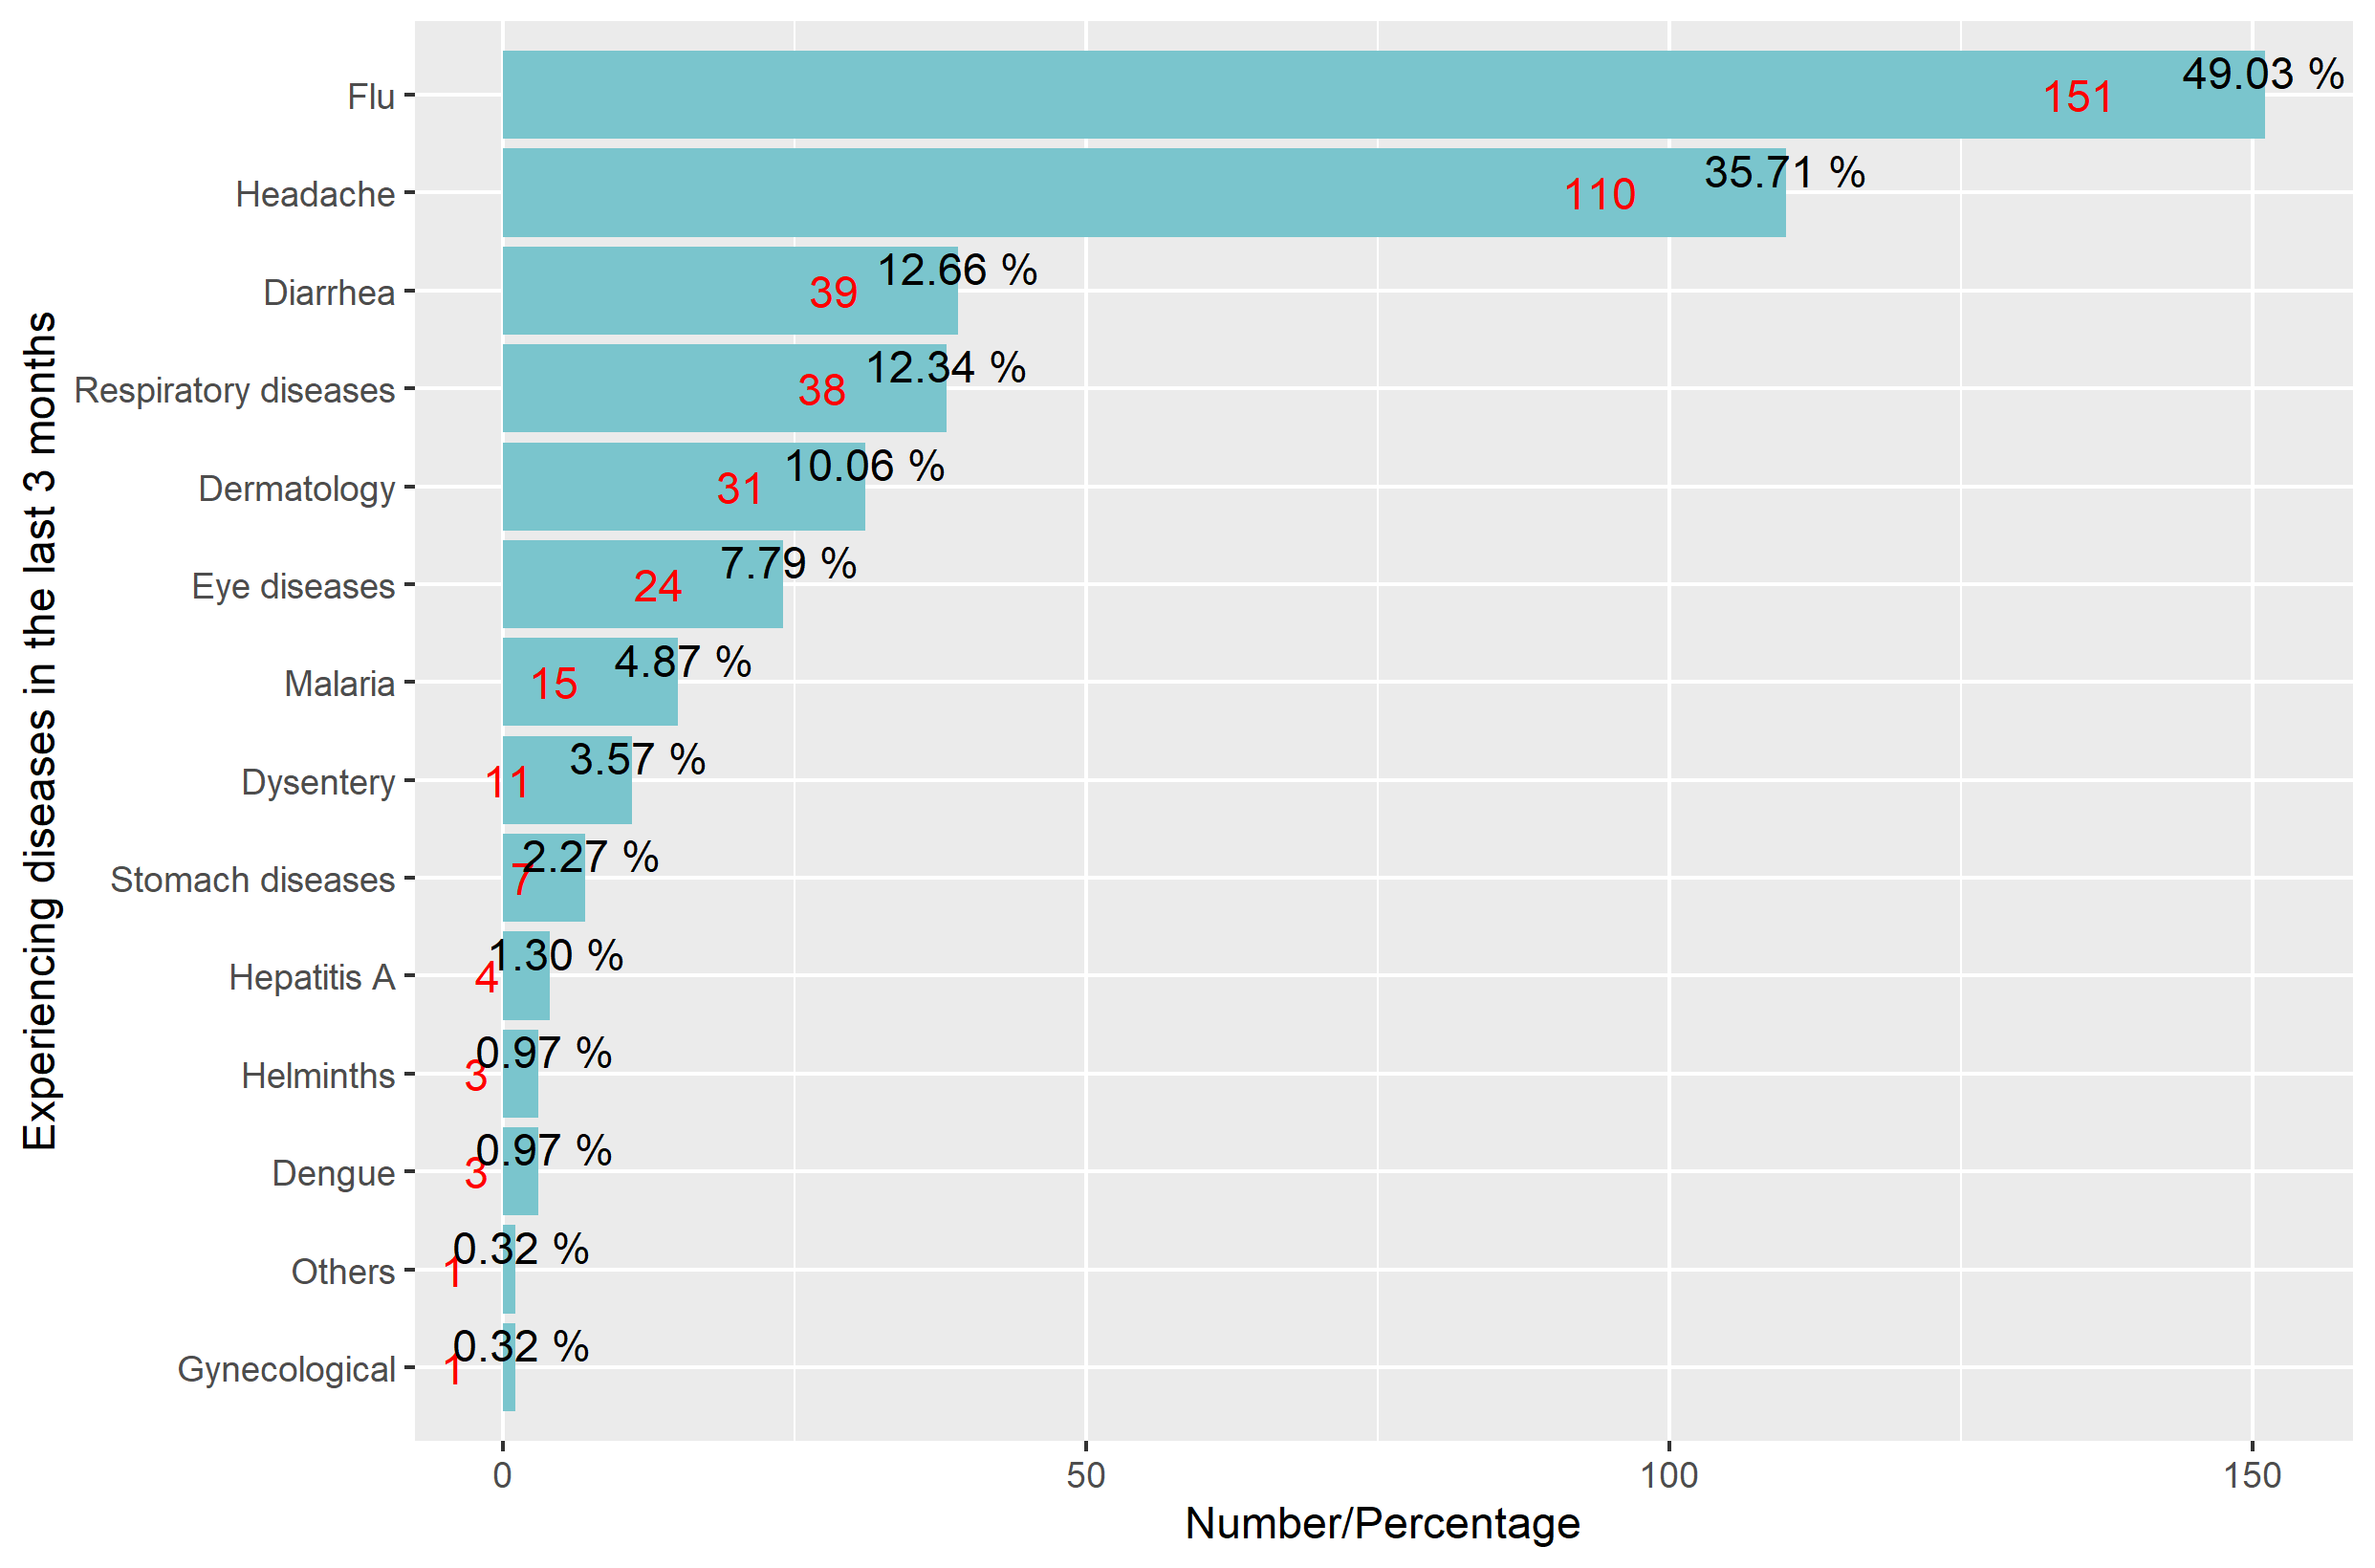 Experiencing diseases in the last 3 months
Flu 151 49.03 %
Headache 110 35.71 %
Diarrhea 39 12.66 %
Respiratory diseases 38 12.34 %
Dermatology 31 10.06 %
Eye diseases 24 7.79 %
Malaria 15 4.87 %
Dysentery 11 3.57 %
Stomach diseases 7 2.27 %
Hepatitis A 4 1.30 %
Helminths 3 0.97 %
Dengue 3 0.97 %
Others 1 0.32 %
Gynecological 1 0.32 %
0 50 100 150
Number/Percentage